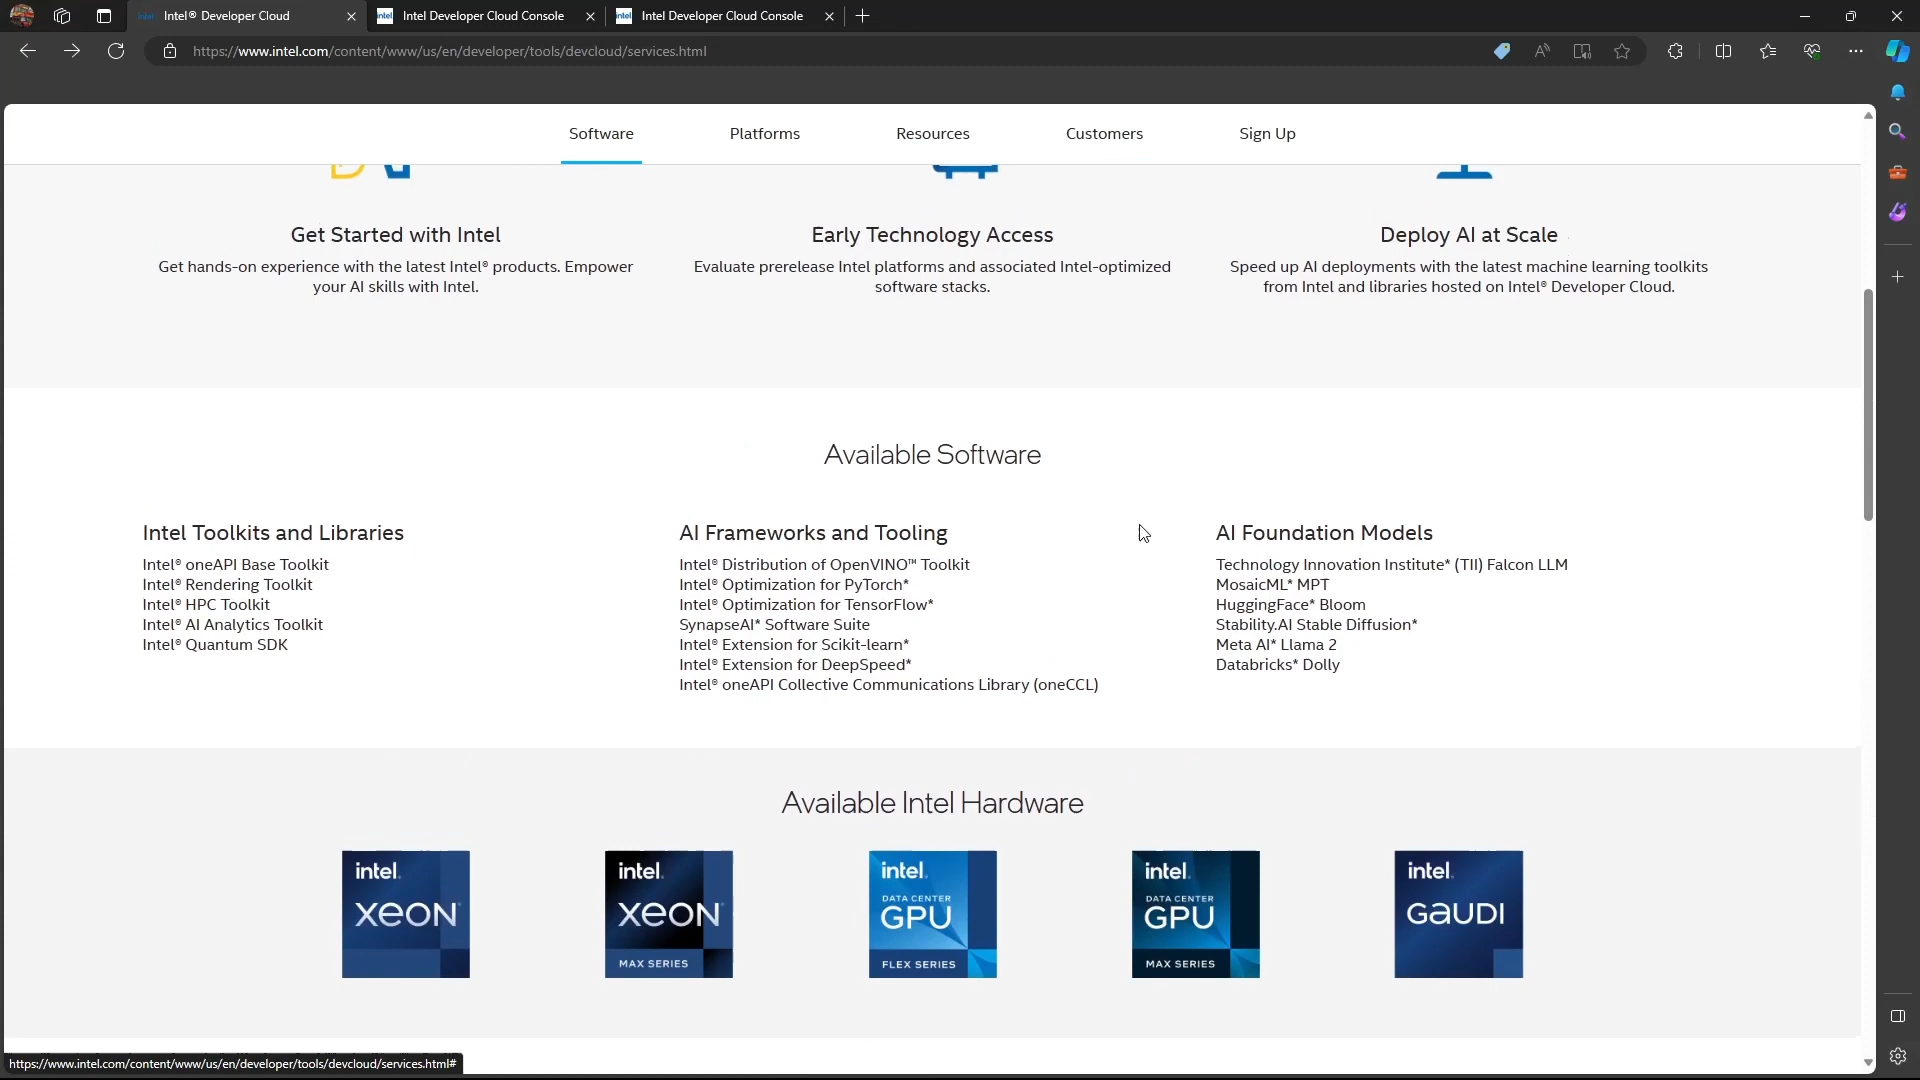 Intel® Developer Cloud
intel Intel Developer Cloud Console
intel Intel Developer Cloud Console
https://www.intel.com/content/www/us/en/developer/tools/devcloud/services.html
Software Platforms Resources Customers Sign Up
Get Started with Intel
Get hands-on experience with the latest Intel® products. Empower
your AI skills with Intel.
Early Technology Access
Evaluate prerelease Intel platforms and associated Intel-optimized
software stacks.
Deploy AI at Scale
Speed up AI deployments with the latest machine learning toolkits
from Intel and libraries hosted on Intel® Developer Cloud.
Available Software
Intel Toolkits and Libraries
Intel® oneAPI Base Toolkit
Intel® Rendering Toolkit
Intel® HPC Toolkit
Intel® AI Analytics Toolkit
Intel® Quantum SDK
AI Frameworks and Tooling
Intel® Distribution of OpenVINO™ Toolkit
Intel® Optimization for PyTorch*
Intel® Optimization for TensorFlow*
SynapseAI* Software Suite
Intel® Extension for Scikit-learn*
Intel® Extension for DeepSpeed*
Intel® oneAPI Collective Communications Library (oneCCL)
AI Foundation Models
Technology Innovation Institute* (TII) Falcon LLM
MosaicML* MPT
HuggingFace* Bloom
Stability.AI Stable Diffusion*
Meta AI* Llama 2
Databricks* Dolly
Available Intel Hardware
intel.
xeon
intel.
xeon
MAX SERIES
intel.
DATA CENTER
GPU
FLEX SERIES
intel.
DATA CENTER
GPU
MAX SERIES
intel.
GAUDI
https://www.intel.com/content/www/us/en/developer/tools/devcloud/services.html#